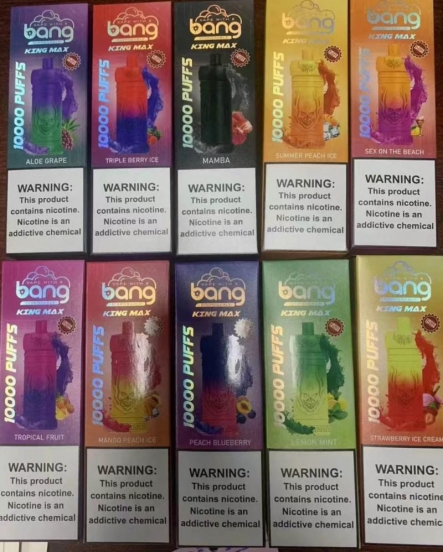 VAPE WITH B
bang
KING MAX
10000 PUFFS
ALOE GRAPE
WARNING:
This product
contains nicotine.
Nicotine is an
addictive chemical
bang
KING MAX
10000 PUFFS
TRIPLE BERRY ICE
WARNING:
This product
contains nicotine.
Nicotine is an
addictive chemical
VAPE WITH B
bang
KING MAX
10000 PUFFS
MAMBA
WARNING:
This product
contains nicotine.
Nicotine is an
addictive chemical
bang
KING MAX
10000 PUFFS
SUMMER PEACH ICE
WARNING:
This product
contains nicotine.
Nicotine is an
addictive chemical
bang
KING MAX
10000 PUFFS
SEX ON THE BEACH
WARNING:
This product
contains nicotine.
Nicotine is an
addictive chemical
bang
KING MAX
10000 PUFFS
TROPICAL FRUIT
WARNING:
This product
contains nicotine.
Nicotine is an
addictive chemical
bang
KING MAX
10000 PUFFS
MANGO PEACH ICE
WARNING:
This product
contains nicotine.
Nicotine is an
addictive chemical
bang
KING MAX
10000 PUFFS
PEACH BLUEBERRY
WARNING:
This product
contains nicotine.
Nicotine is an
addictive chemical
bang
KING MAX
10000 PUFFS
LEMON MINT
WARNING:
This product
contains nicotine.
Nicotine is an
addictive chemical
bang
KING MAX
10000 PUFFS
STRAWBERRY ICE CREAM
WARNING:
This product
contains nicotine.
Nicotine is an
addictive chemical